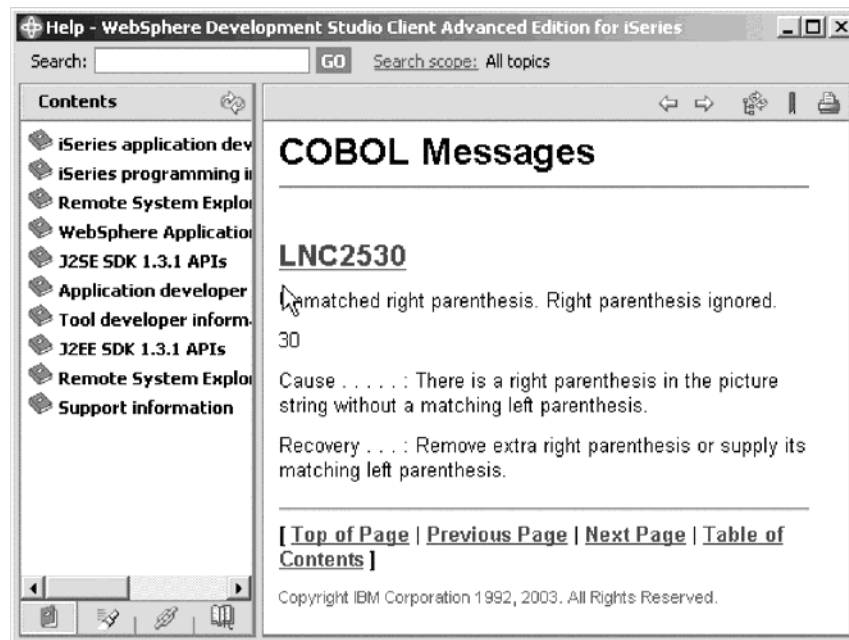 Help - WebSphere Development Studio Client Advanced Edition for iSeries
Search: GO Search scope: All topics
Contents
iSeries application dev
iSeries programming i
Remote System Explo
WebSphere Applicatio
J2SE SDK 1.3.1 APIs
Application developer
Tool developer inform
J2EE SDK 1.3.1 APIs
Remote System Explo
Support information
COBOL Messages
LNC2530
Unmatched right parenthesis. Right parenthesis ignored.
30
Cause . . . . . : There is a right parenthesis in the picture
string without a matching left parenthesis.
Recovery . . . : Remove extra right parenthesis or supply its
matching left parenthesis.
[ Top of Page | Previous Page | Next Page | Table of
Contents ]
Copyright IBM Corporation 1992, 2003. All Rights Reserved.